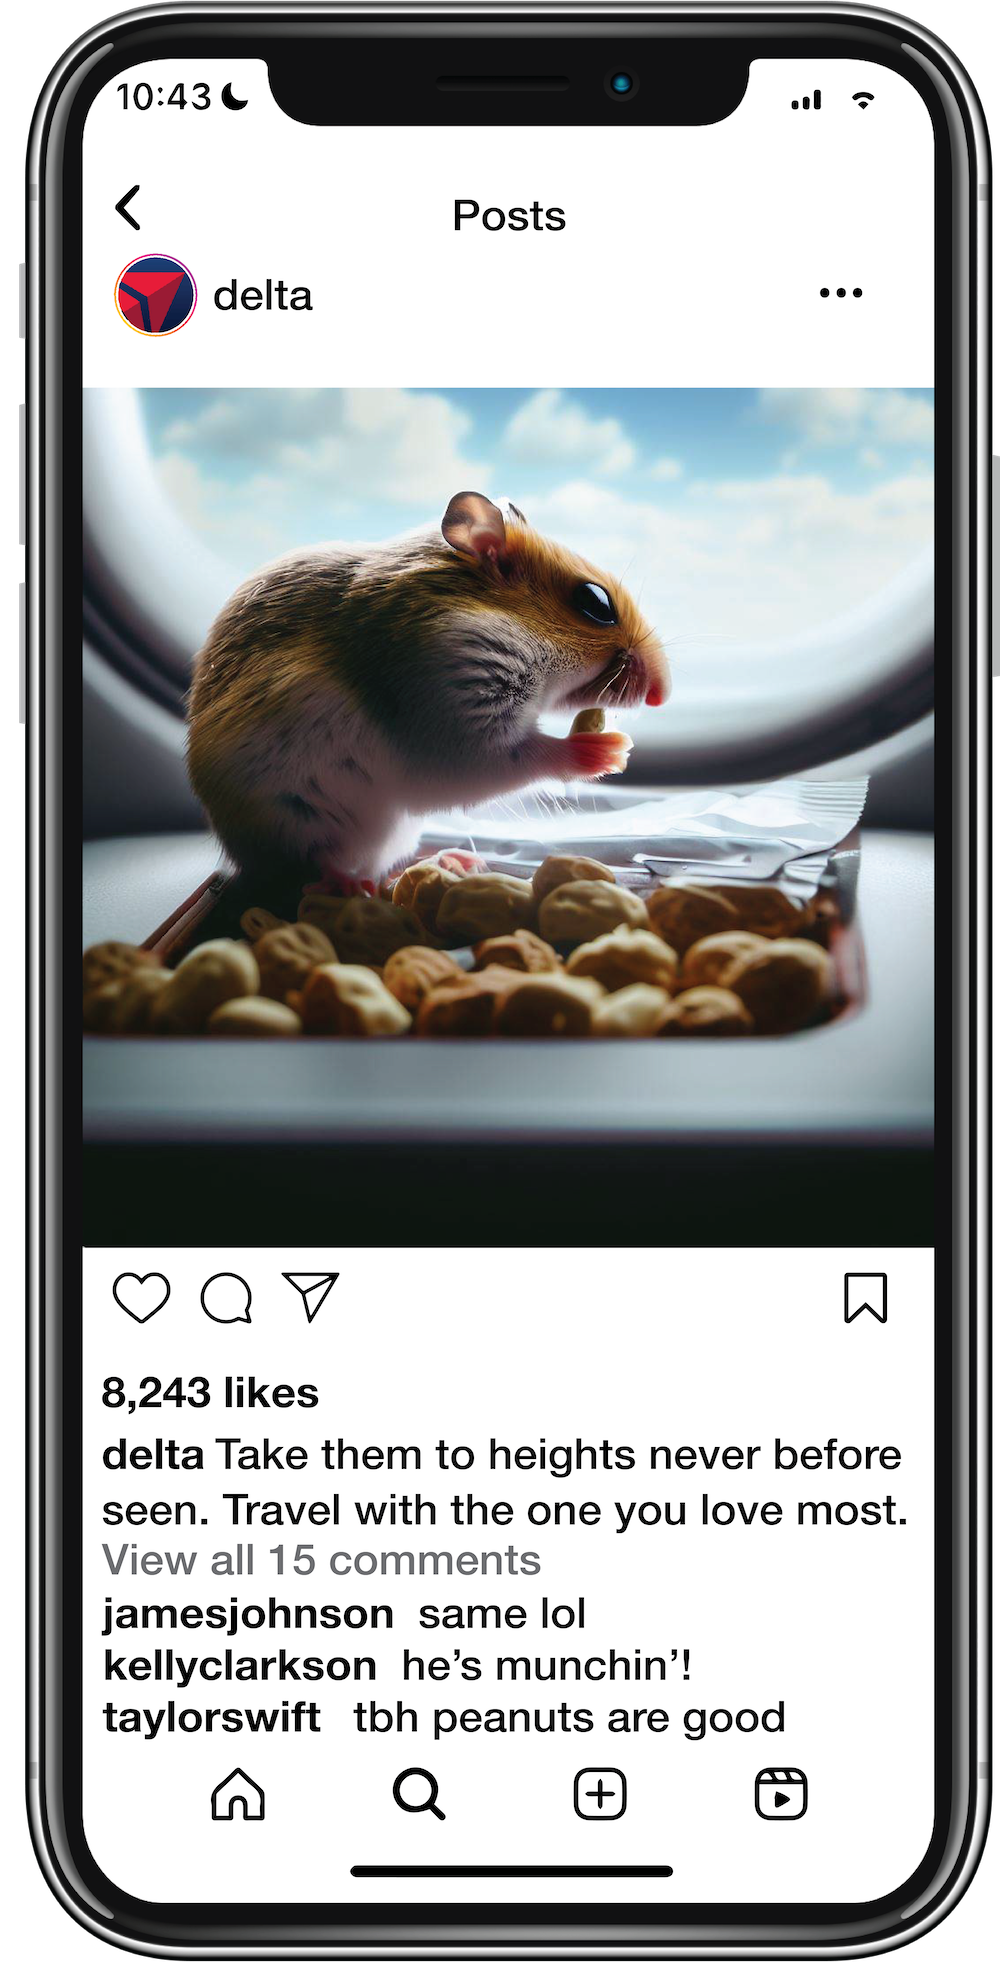 10:43
Posts
delta
8,243 likes
delta Take them to heights never before
seen. Travel with the one you love most.
View all 15 comments
jamesjohnson same lol
kellyclarkson he’s munchin’!
taylorswift tbh peanuts are good